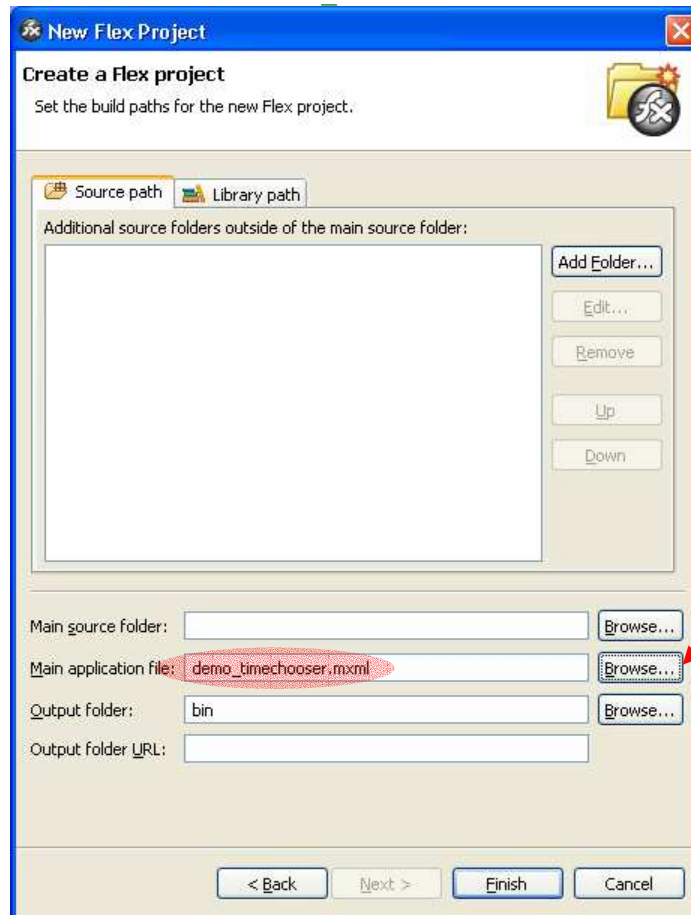 New Flex Project
Create a Flex project
Set the build paths for the new Flex project.
Source path
Library path
Additional source folders outside of the main source folder:
Add Folder...
Edit...
Remove
Up
Down
Main source folder:
Browse...
Main application file:
demo_timechooser.mxml
Browse...
Output folder:
bin
Browse...
Output folder URL:
< Back
Next >
Finish
Cancel